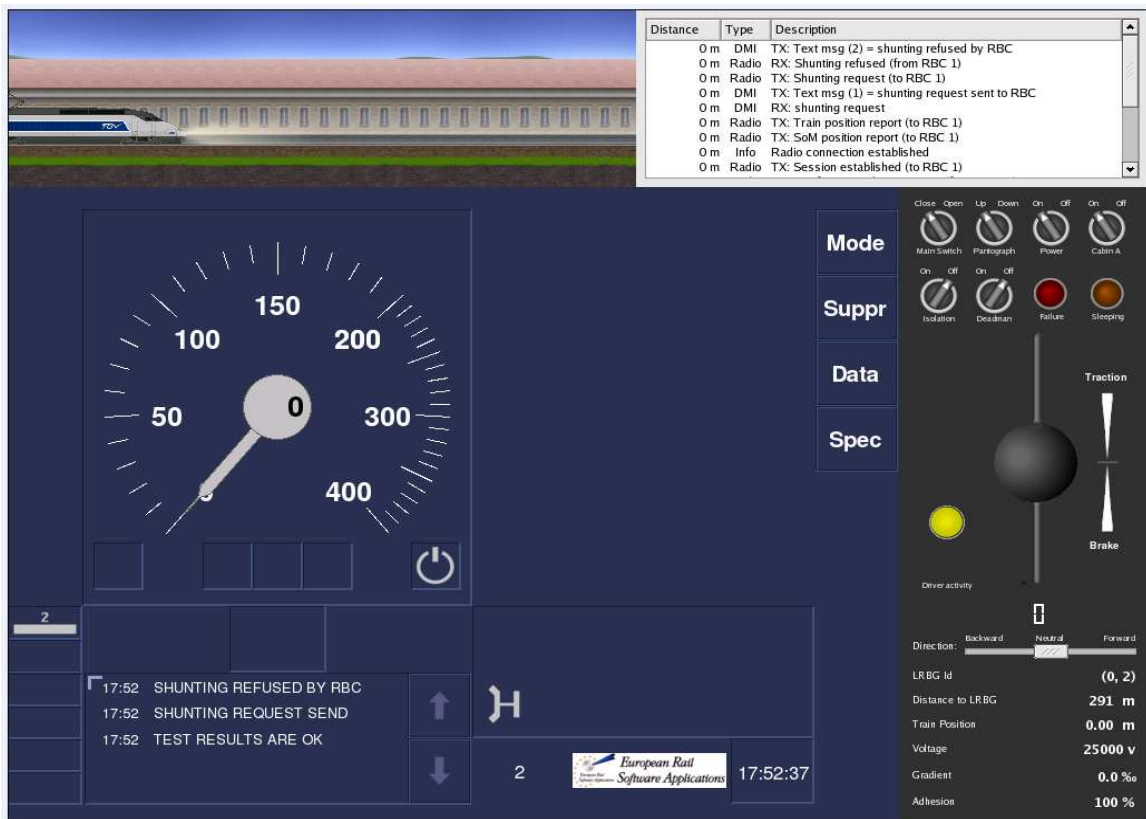 TGV
Distance Type Description
0 m DMI TX: Text msg (2) = shunting refused by RBC
0 m Radio RX: Shunting refused (from RBC 1)
0 m Radio TX: Shunting request (to RBC 1)
0 m DMI TX: Text msg (1) = shunting request sent to RBC
0 m DMI RX: shunting request
0 m Radio TX: Train position report (to RBC 1)
0 m Radio TX: SoM position report (to RBC 1)
0 m Info Radio connection established
0 m Radio TX: Session established (to RBC 1)
Mode
Suppr
Data
Spec
0
50
100
150
200
300
400
0
Close Open Up Down On Off On Off
Main Switch Pantograph Power Cabin A
On Off On Off
Isolation Deadman Failure Sleeping
Traction
Brake
Driver activity
0
Backward Neutral Forward
Direction:
LRBG Id (0, 2)
Distance to LRBG 291 m
Train Position 0.00 m
Voltage 25000 v
Gradient 0.0 ‰
Adhesion 100 %
2
17:52 SHUNTING REFUSED BY RBC
17:52 SHUNTING REQUEST SEND
17:52 TEST RESULTS ARE OK
2
European Rail
Software Applications
17:52:37